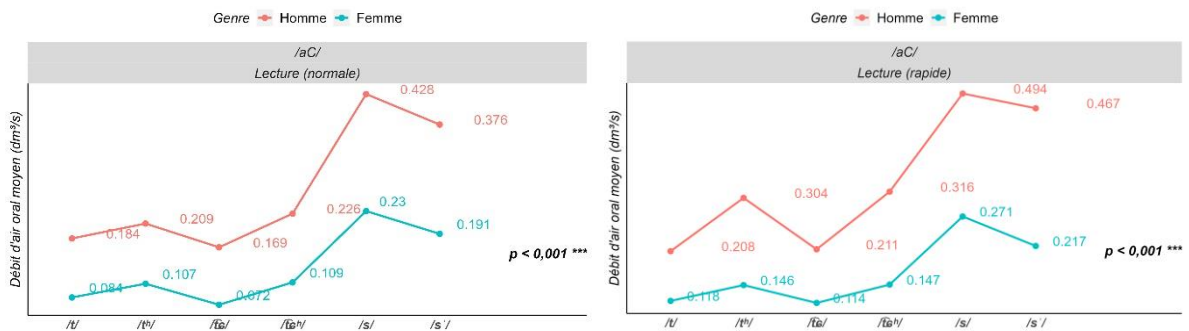 Genre Homme Femme
/aC/
Lecture (normale)
Débit d'air oral moyen (dm³/s)
0.428
0.376
0.23
0.226
0.209
0.191
0.184
0.169
0.107
0.109
0.084
0.072
p < 0,001 ***
/t/ /tʰ/ /t͡ɕ/ /t͡ɕʰ/ /s/
Genre Homme Femme
/aC/
Lecture (rapide)
Débit d'air oral moyen (dm³/s)
0.494
0.467
0.304
0.316
0.271
0.208
0.211
0.217
0.146
0.147
0.118
0.114
p < 0,001 ***
/t/ /tʰ/ /t͡ɕ/ /t͡ɕʰ/ /s/